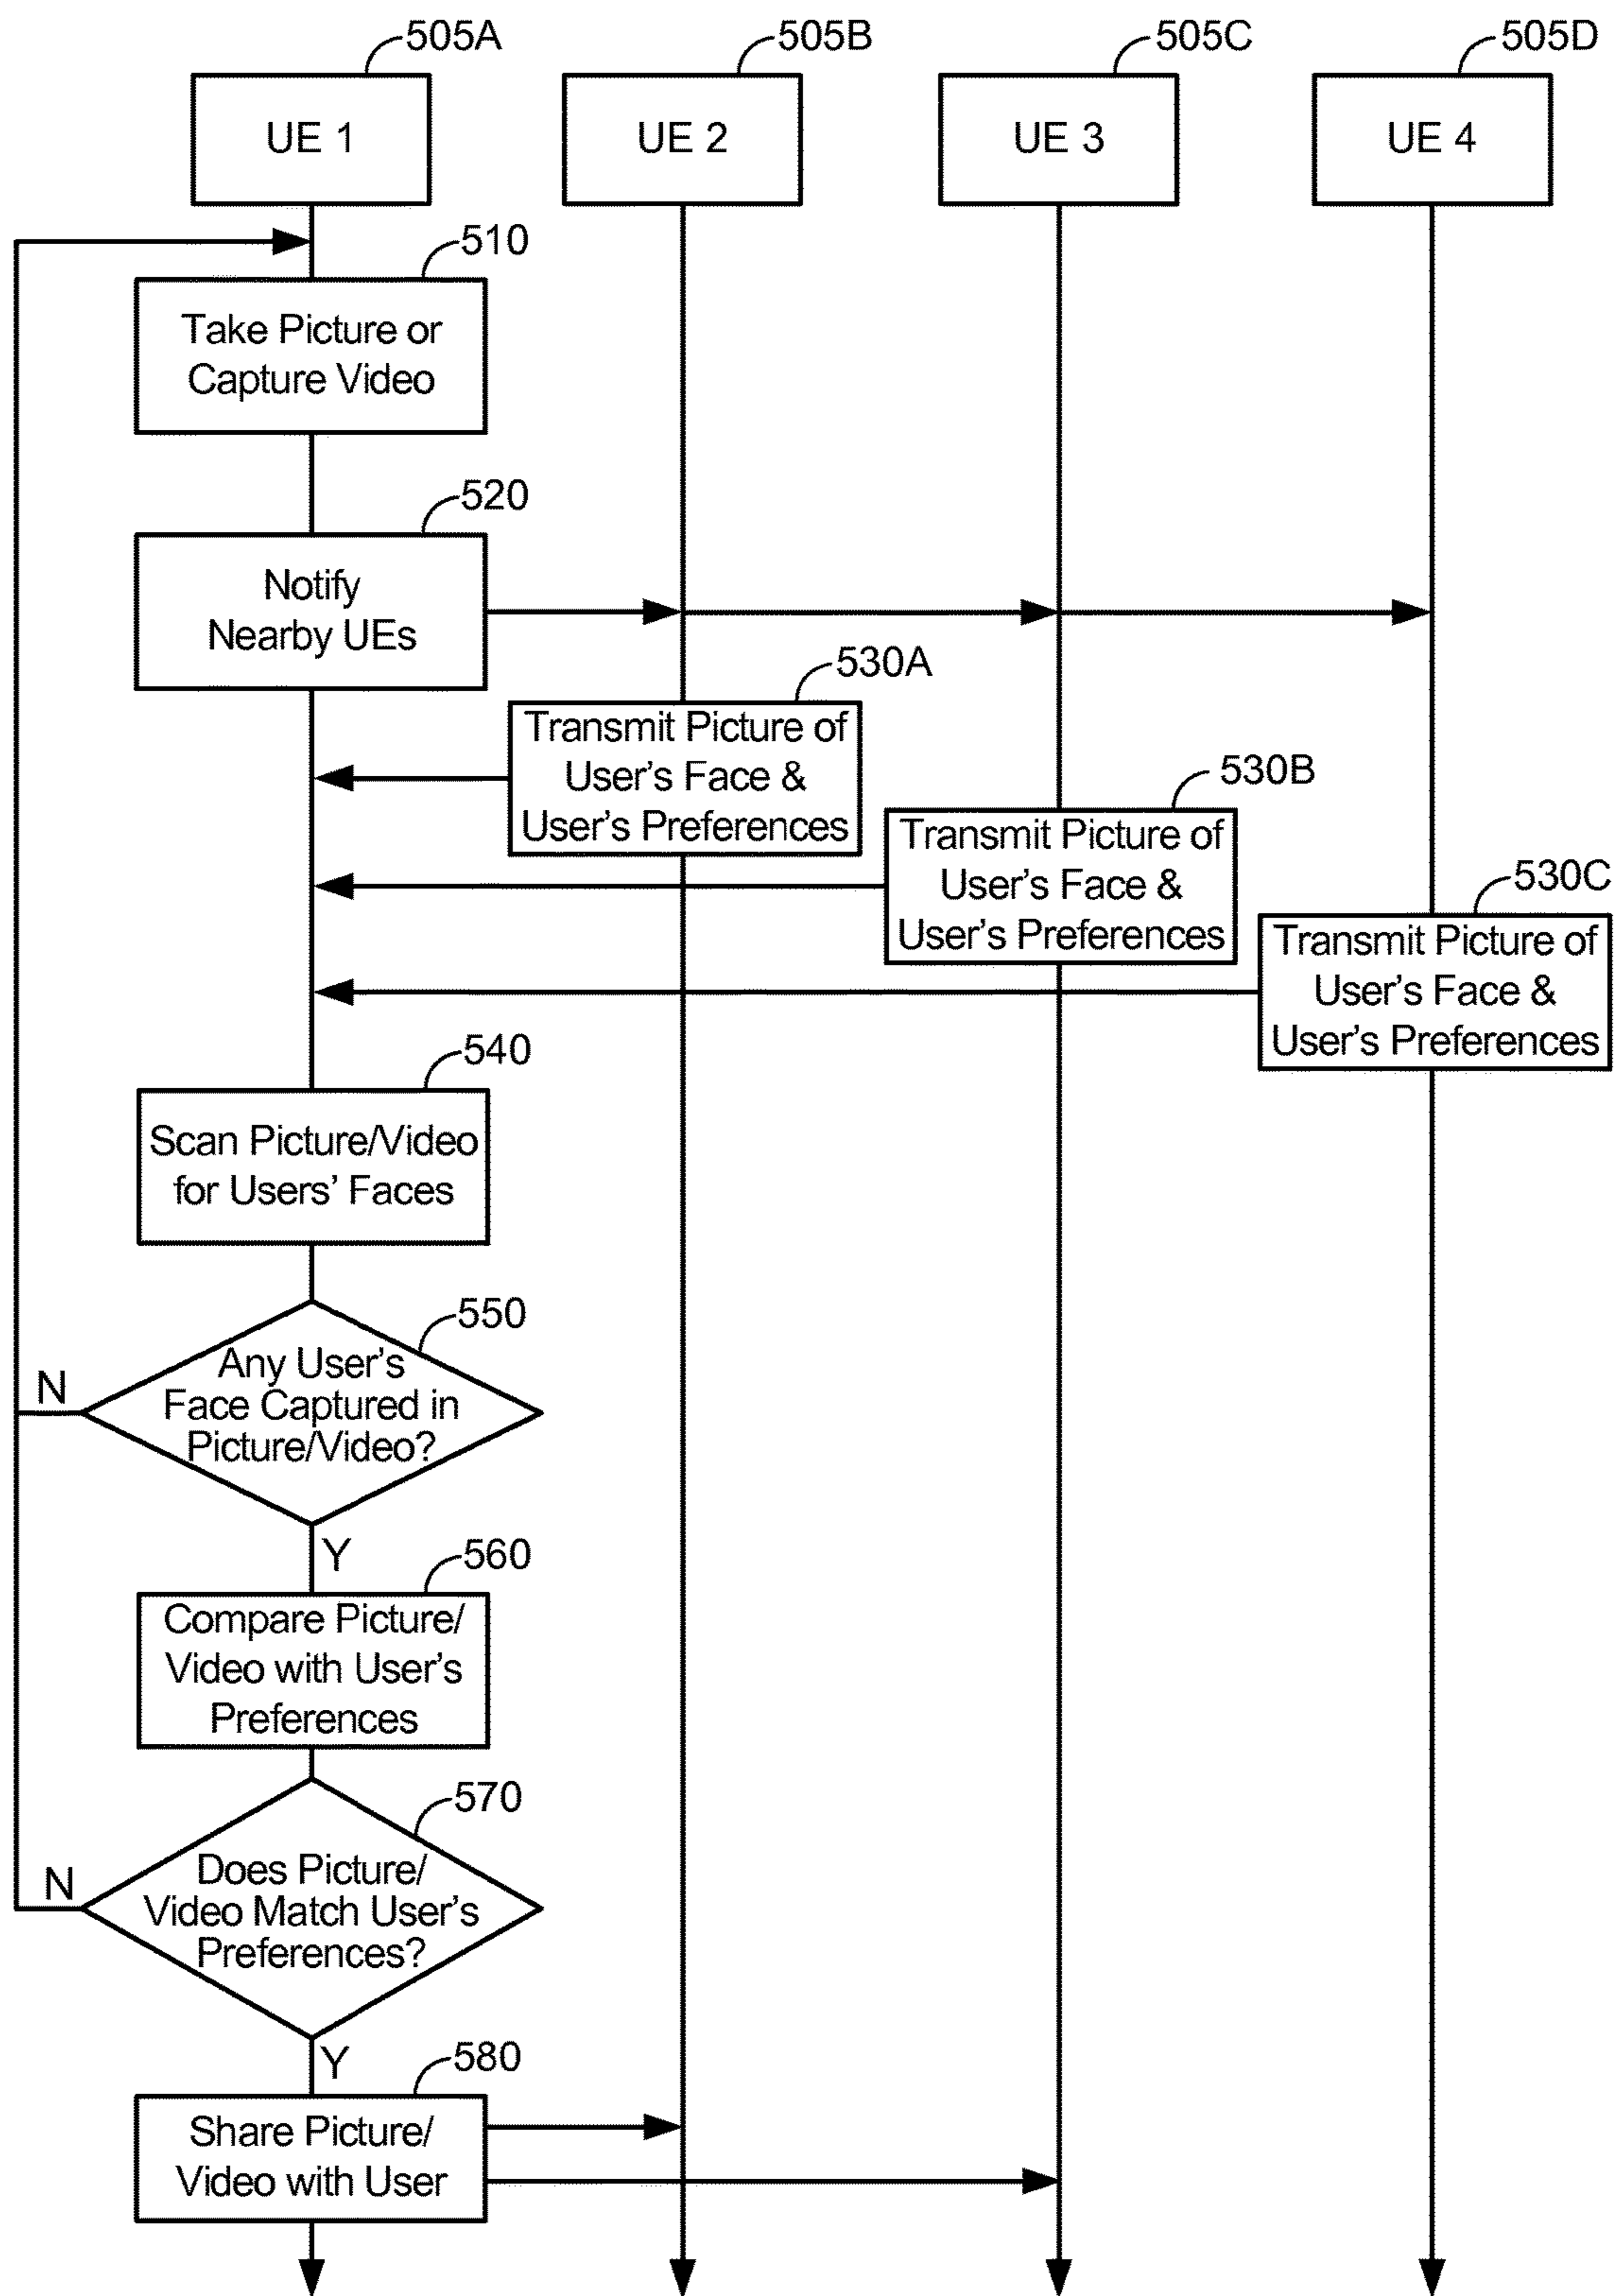 505A
505B
505C
505D
UE 1
UE 2
UE 3
UE 4
510
Take Picture or
Capture Video
520
Notify
Nearby UEs
530A
Transmit Picture of
User's Face &
User's Preferences
530B
Transmit Picture of
User's Face &
User's Preferences
530C
Transmit Picture of
User's Face &
User's Preferences
540
Scan Picture/Video
for Users' Faces
550
Any User's
Face Captured in
Picture/Video?
N
Y
560
Compare Picture/
Video with User's
Preferences
570
Does Picture/
Video Match User's
Preferences?
N
Y
580
Share Picture/
Video with User